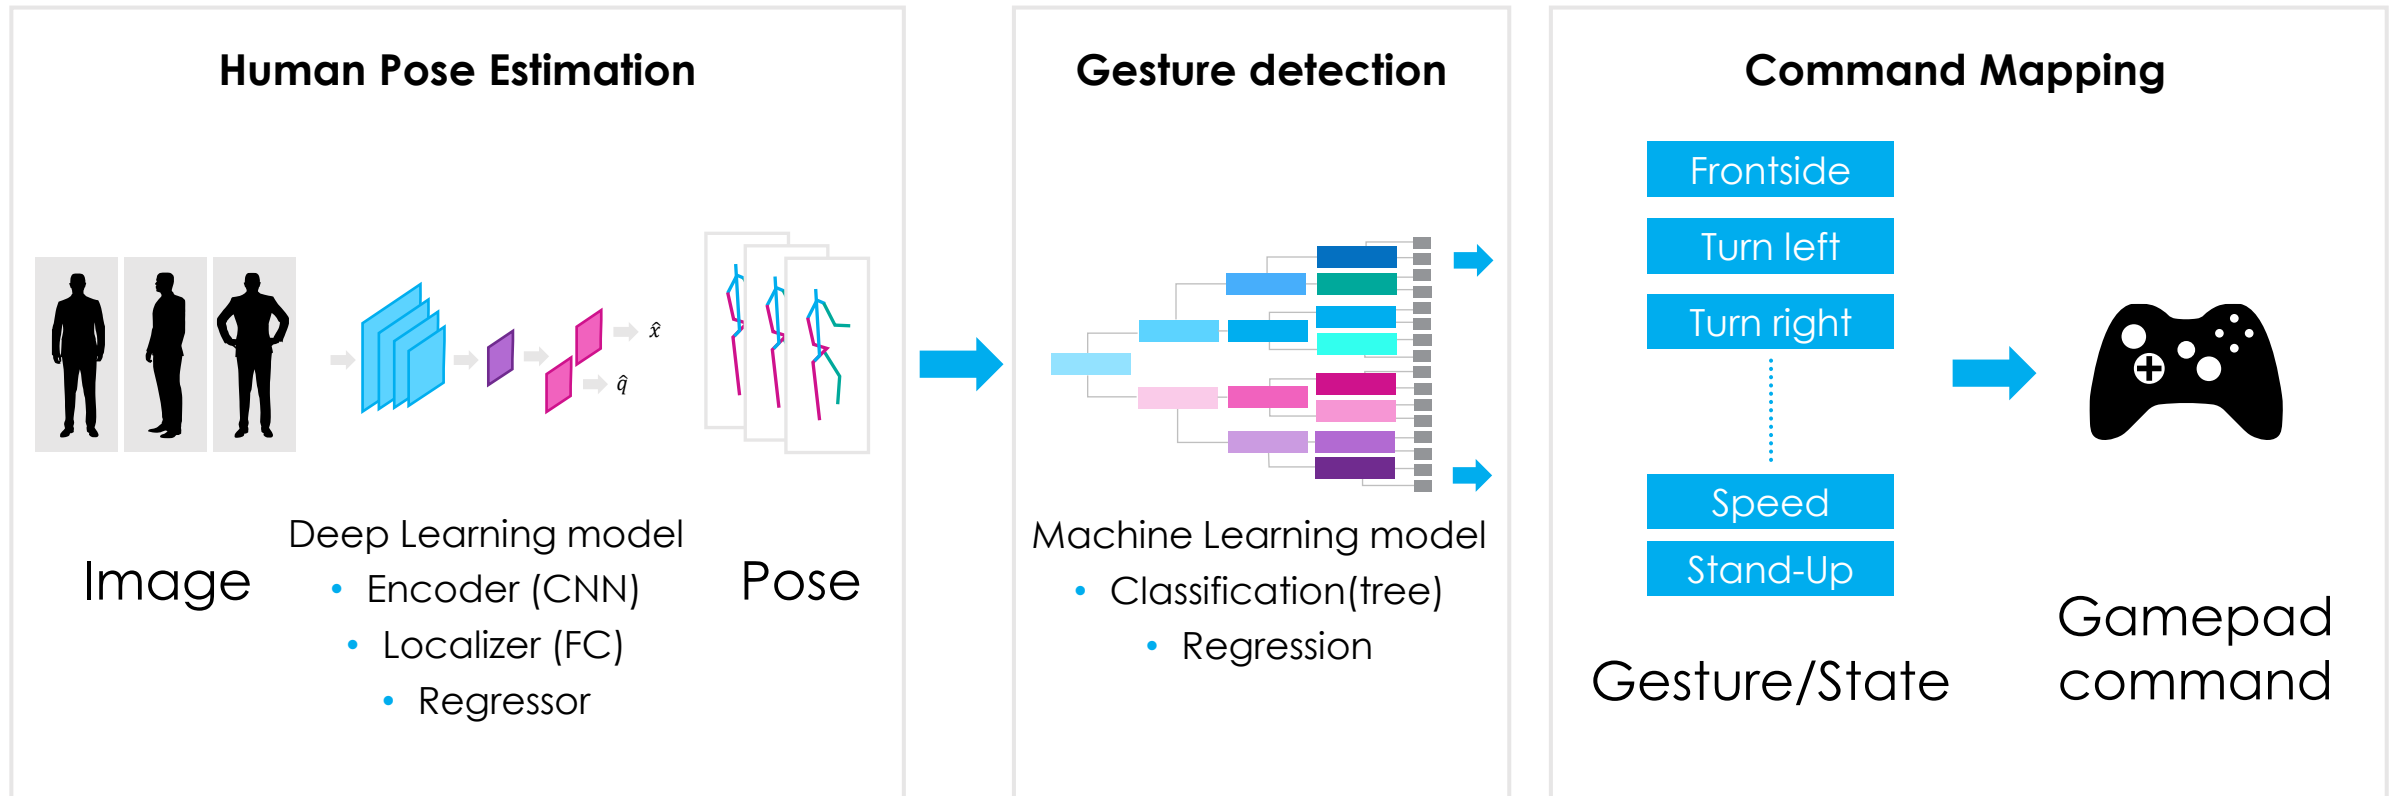 Human Pose Estimation
x̂
q̂
Image
Deep Learning model
• Encoder (CNN)
• Localizer (FC)
• Regressor
Pose
Gesture detection
Machine Learning model
• Classification(tree)
• Regression
Command Mapping
Frontside
Turn left
Turn right
Speed
Stand-Up
Gesture/State
Gamepad
command